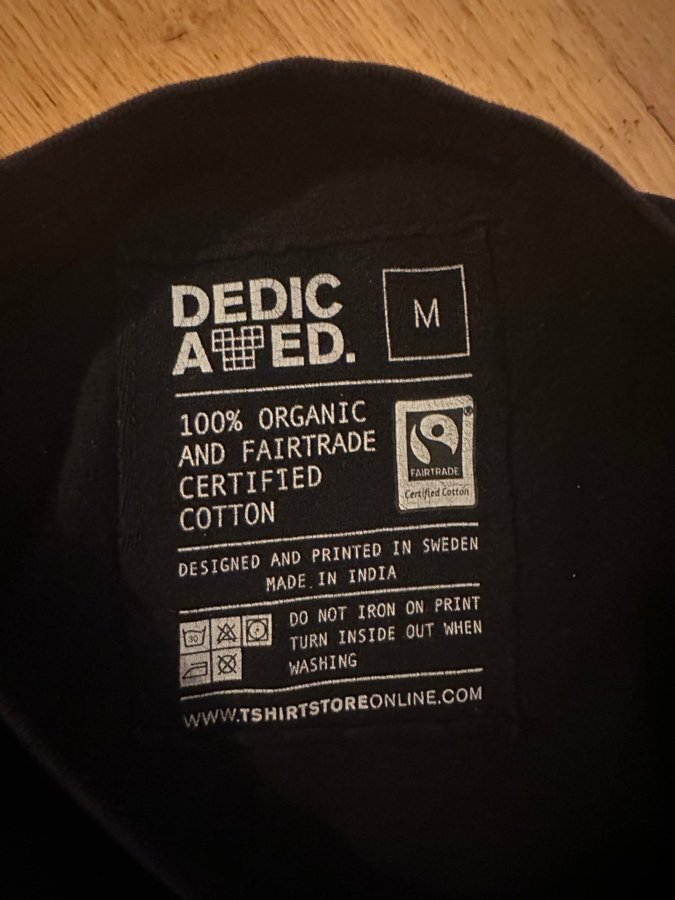 DEDIC
ATED.
M
100% ORGANIC
AND FAIRTRADE
CERTIFIED
COTTON
FAIRTRADE
Certified Cotton
DESIGNED AND PRINTED IN SWEDEN
MADE IN INDIA
30
DO NOT IRON ON PRINT
TURN INSIDE OUT WHEN
WASHING
WWW.TSHIRTSTOREONLINE.COM